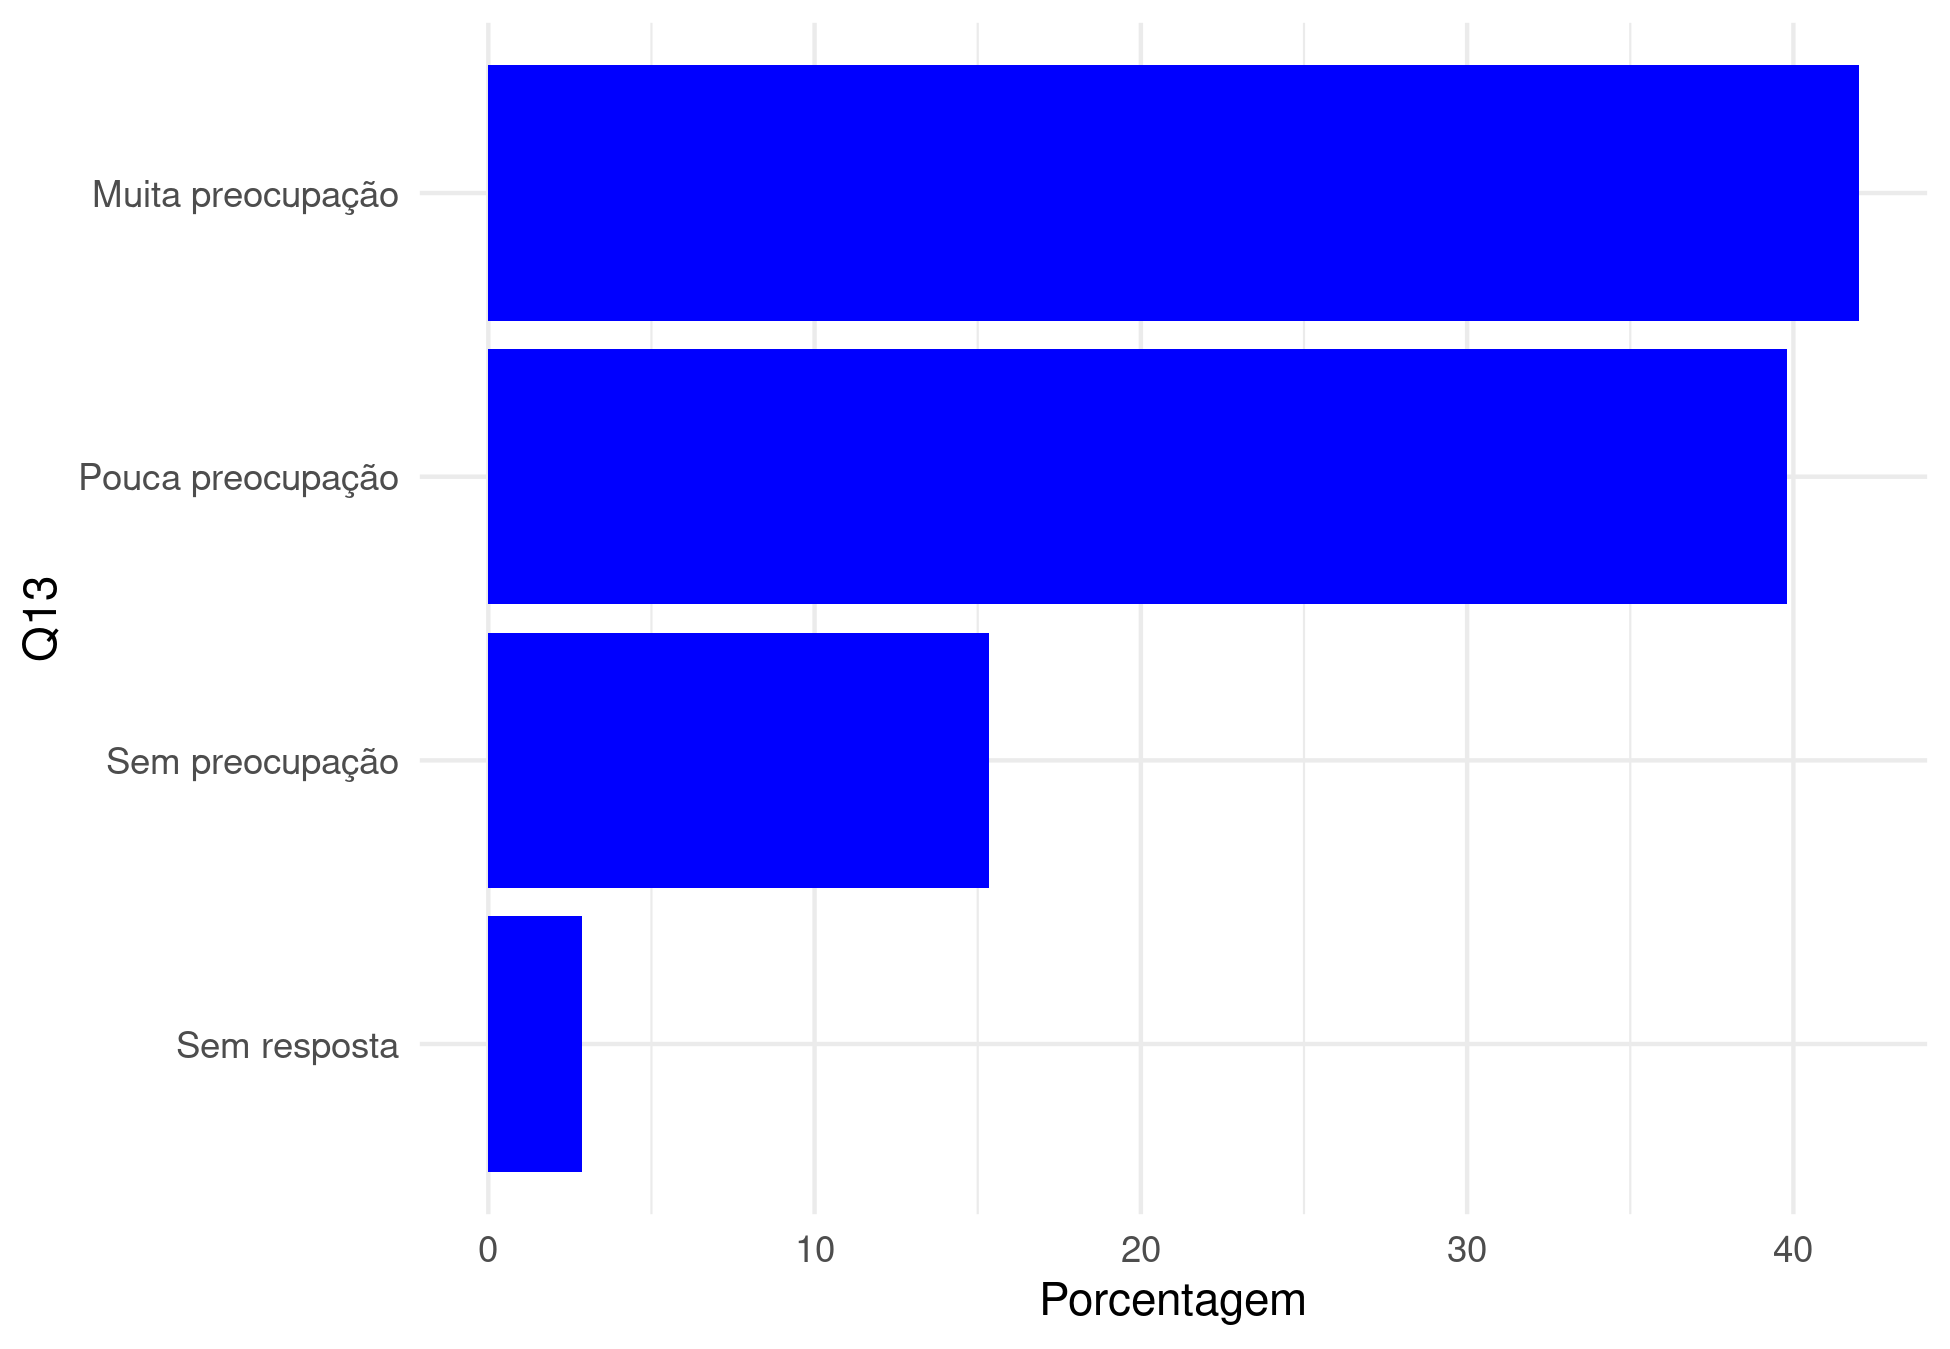 Muita preocupação
Pouca preocupação
Q13
Sem preocupação
Sem resposta
0 10 20 30 40
Porcentagem